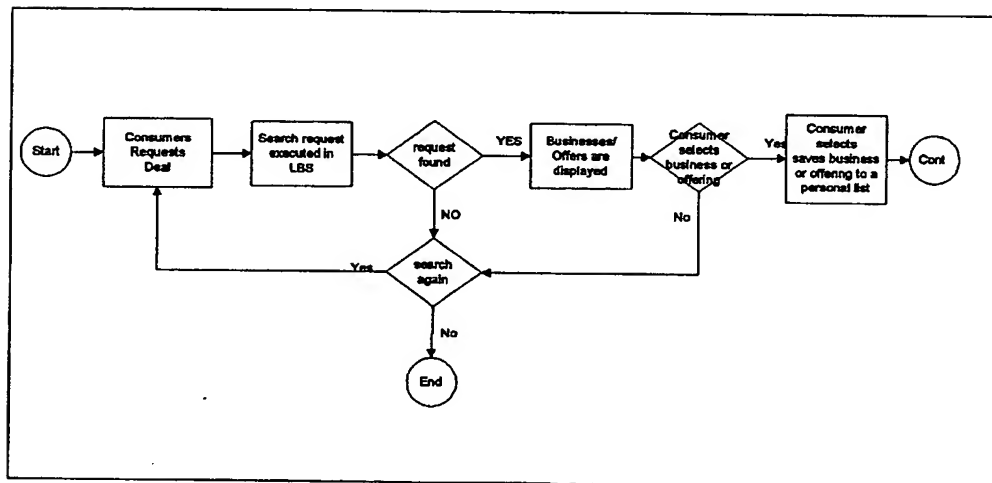 Start
Consumers
Requests
Deal
Search request
executed in
LBS
request
found
YES
NO
Businesses/
Offers are
displayed
Consumer
selects
business or
offering
Yes
No
Consumer
selects
saves business
or offering to a
personal list
Cont
search
again
Yes
No
End